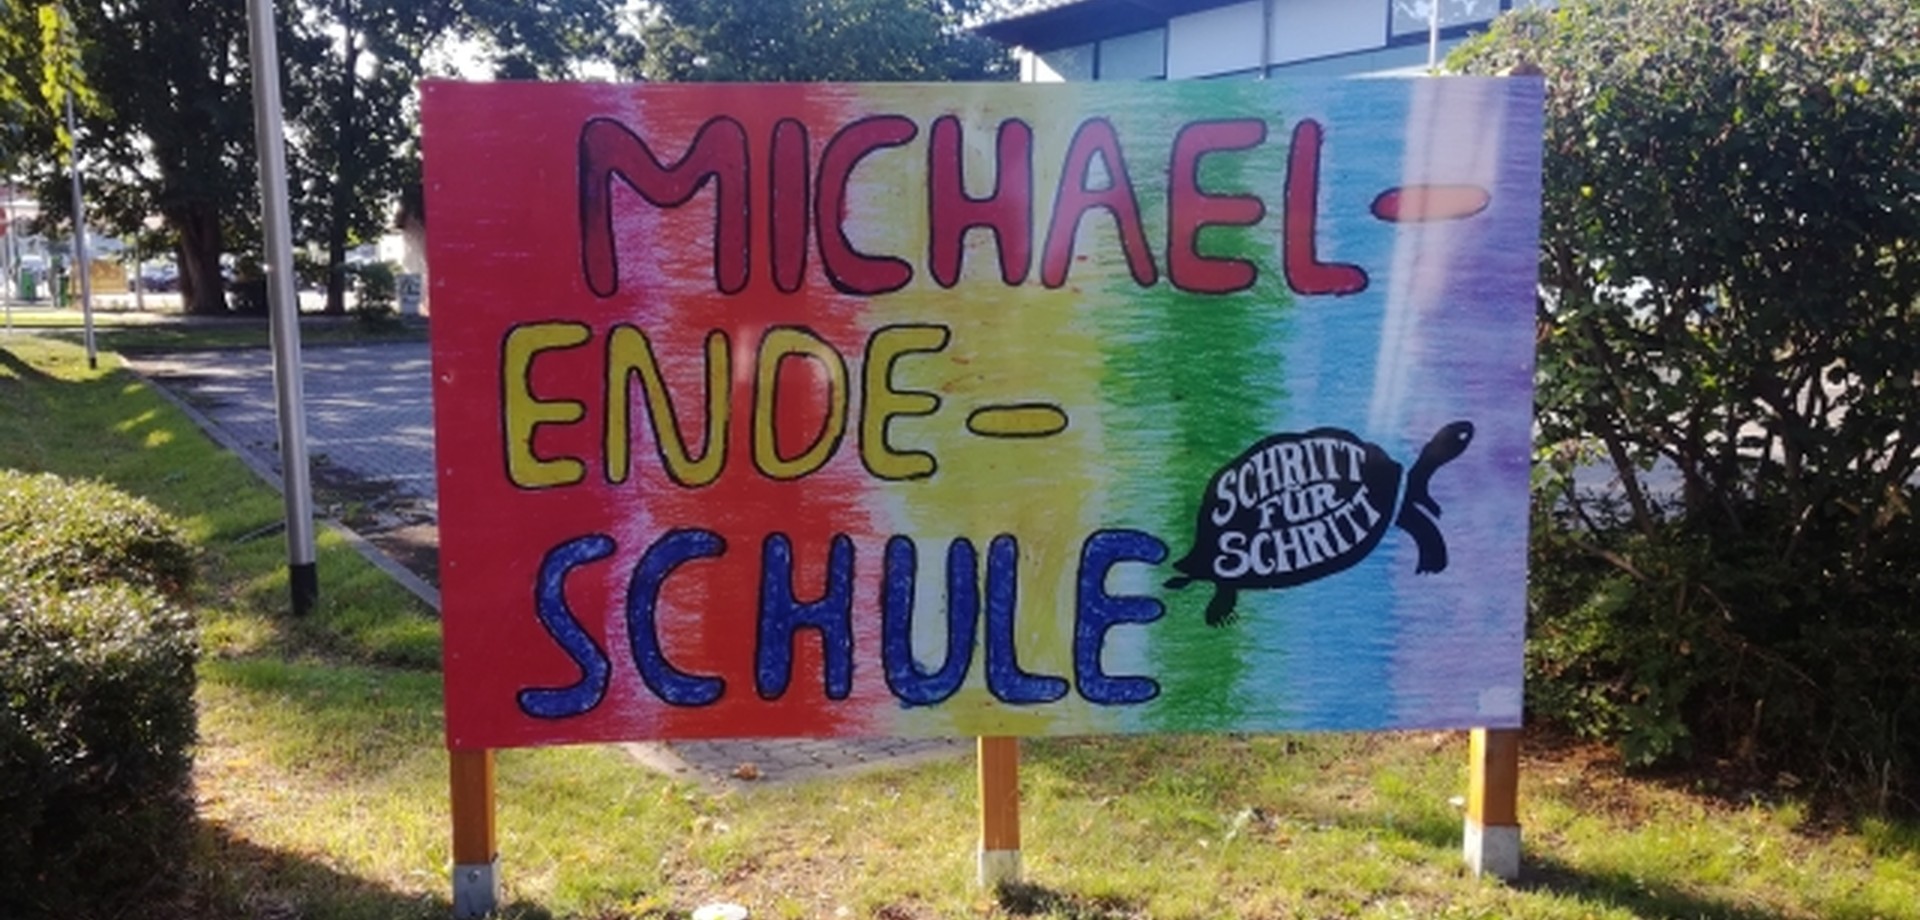 MICHAEL-
ENDE-
SCHULE
SCHRITT
FÜR
SCHRITT